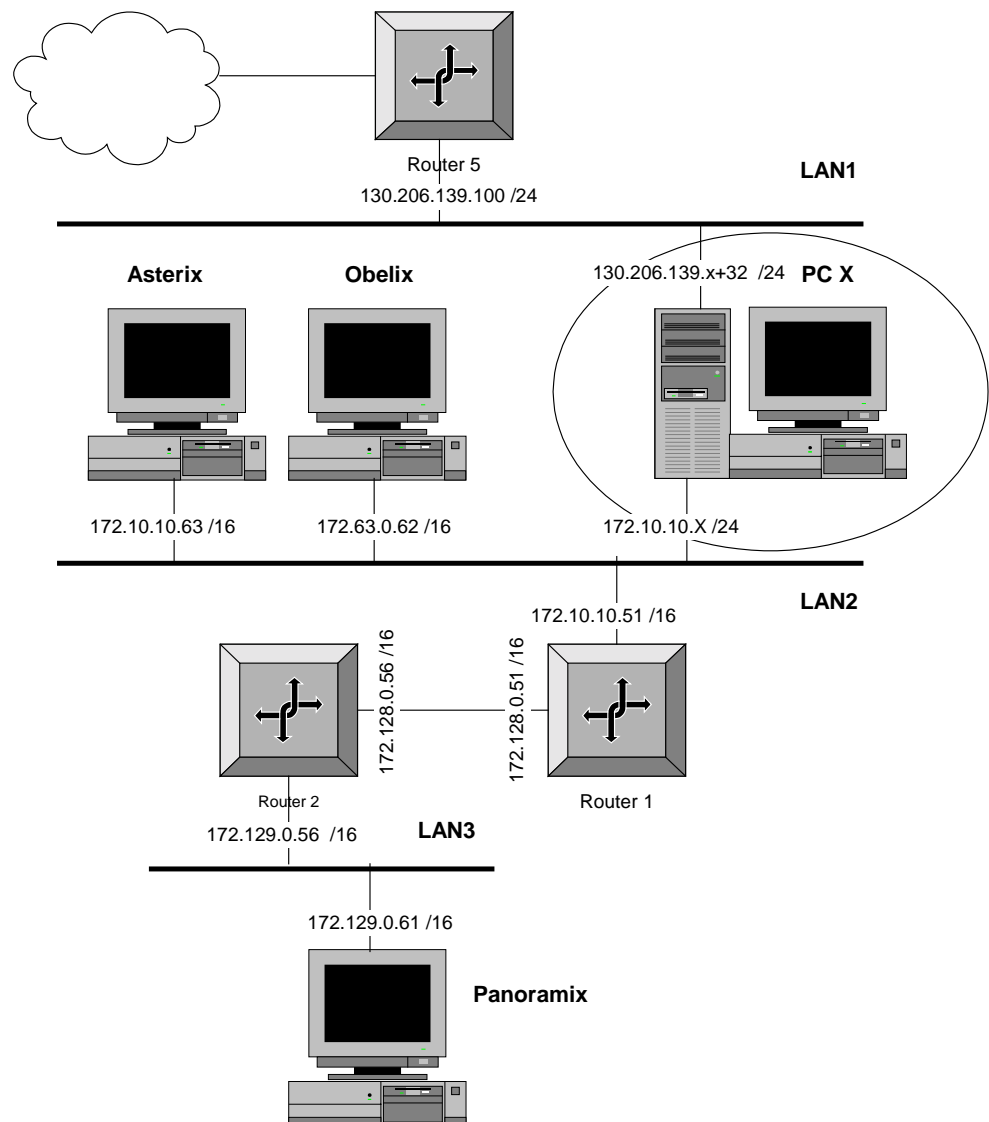 Router 5
LAN1
130.206.139.100 /24
Asterix
Obelix
130.206.139.x+32 /24
PC X
172.10.10.63 /16
172.63.0.62 /16
172.10.10.X /24
LAN2
172.10.10.51 /16
172.128.0.56 /16
172.128.0.51 /16
Router 2
Router 1
172.129.0.56 /16
LAN3
172.129.0.61 /16
Panoramix